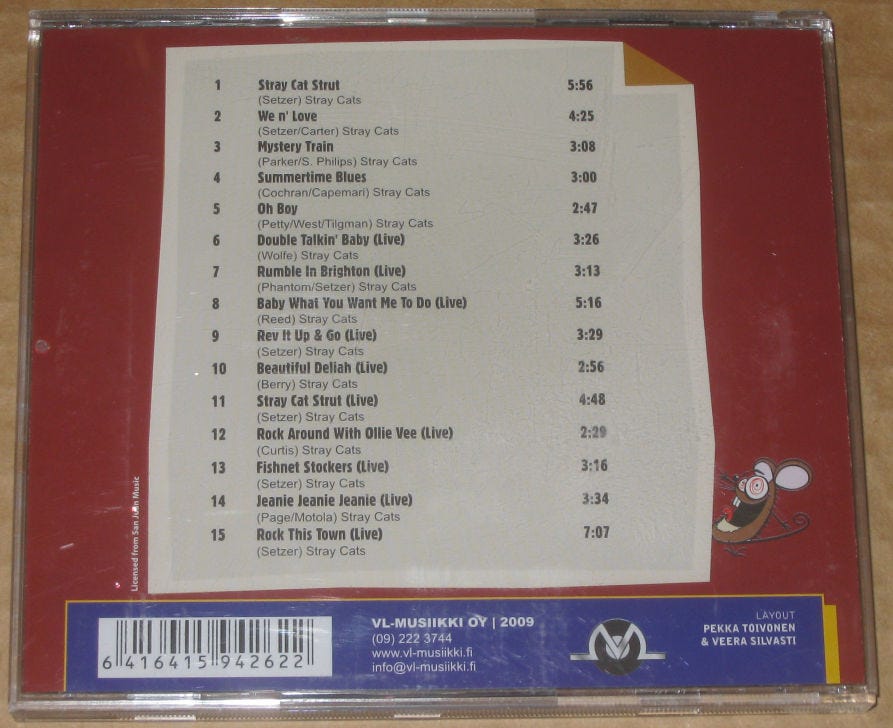 1 Stray Cat Strut 5:56
(Setzer) Stray Cats
2 We n' Love 4:25
(Setzer/Carter) Stray Cats
3 Mystery Train 3:08
(Parker/S. Philips) Stray Cats
4 Summertime Blues 3:00
(Cochran/Capemari) Stray Cats
5 Oh Boy 2:47
(Petty/West/Tilgman) Stray Cats
6 Double Talkin' Baby (Live) 3:26
(Wolfe) Stray Cats
7 Rumble In Brighton (Live) 3:13
(Phantom/Setzer) Stray Cats
8 Baby What You Want Me To Do (Live) 5:16
(Reed) Stray Cats
9 Rev It Up & Go (Live) 3:29
(Setzer) Stray Cats
10 Beautiful Deliah (Live) 2:56
(Berry) Stray Cats
11 Stray Cat Strut (Live) 4:48
(Setzer) Stray Cats
12 Rock Around With Ollie Vee (Live) 2:29
(Curtis) Stray Cats
13 Fishnet Stockers (Live) 3:16
(Setzer) Stray Cats
14 Jeanie Jeanie Jeanie (Live) 3:34
(Page/Motola) Stray Cats
15 Rock This Town (Live) 7:07
(Setzer) Stray Cats
Licensed from San Juan Music
6 416415 942622
VL-MUSIIKKI OY | 2009
(09) 222 3744
www.vl-musiikki.fi
info@vl-musiikki.fi
LAYOUT
PEKKA TOIVONEN
& VEERA SILVASTI